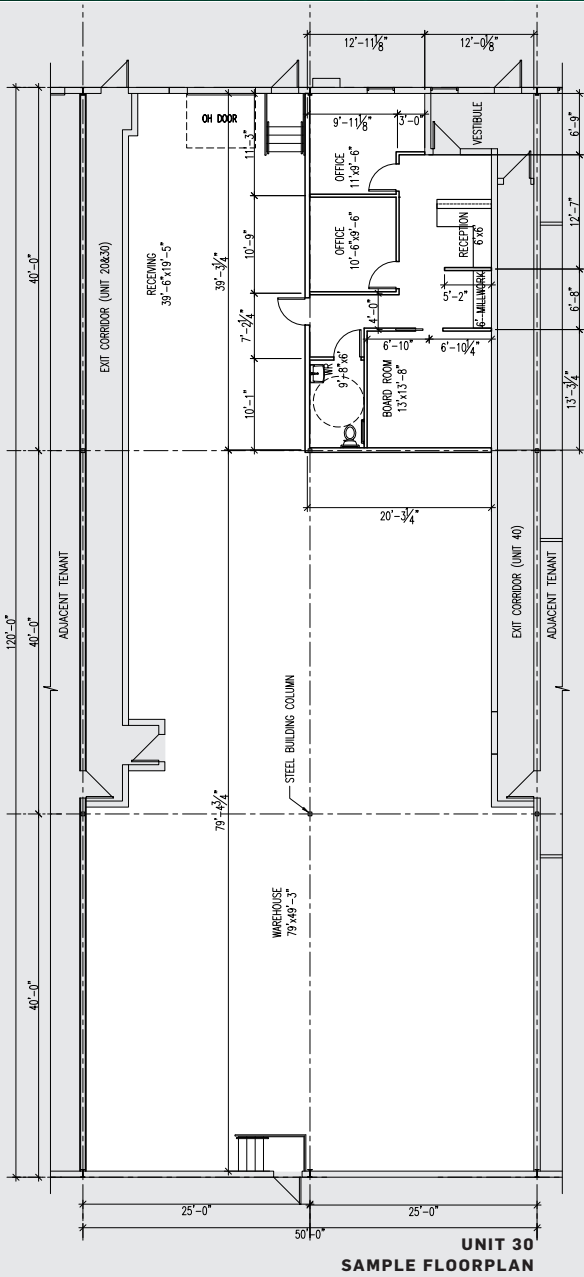 12'-11⅛"
12'-0⅛"
OH DOOR
9'-11⅛"
3'-0"
VESTIBULE
6'-9"
11'-3"
OFFICE
11'x9'-6"
12'-7"
40'-0"
EXIT CORRIDOR (UNIT 20&30)
RECEIVING
39'-6"x19'-5"
39'-3¼"
10'-9"
OFFICE
10'-6"x9'-6"
RECEPTION
6'x6'
5'-2"
6'-MILLWORK
6'-8"
7'-2¼"
4'-0"
6'-10"
6'-10¼"
WR
9'-8"x6'
BOARD ROOM
13'x13'-8"
13'-3¾"
10'-1"
20'-3¼"
120'-0"
40'-0"
ADJACENT TENANT
EXIT CORRIDOR (UNIT 40)
ADJACENT TENANT
STEEL BUILDING COLUMN
79'-4¾"
WAREHOUSE
79'x49'-3"
40'-0"
25'-0"
25'-0"
50'-0"
UNIT 30
SAMPLE FLOORPLAN